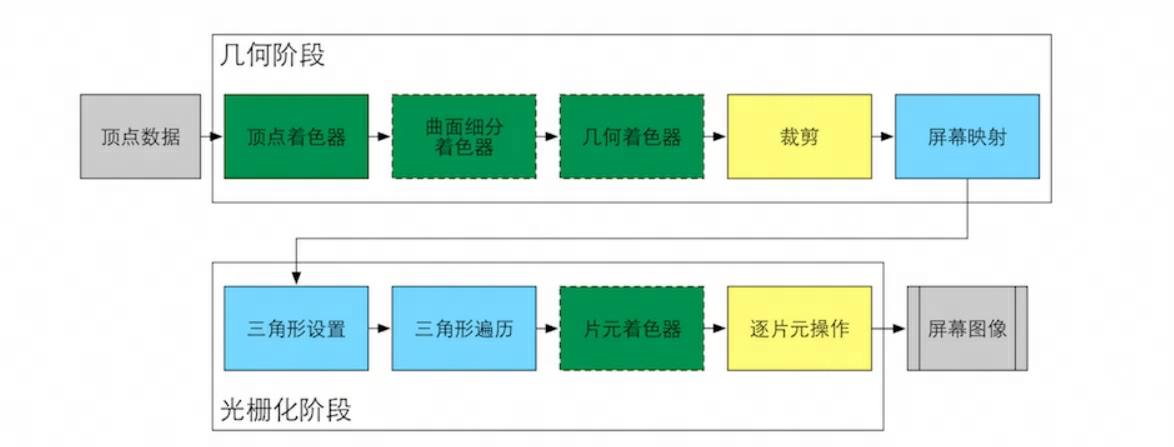 几何阶段
顶点数据
顶点着色器
曲面细分
着色器
几何着色器
裁剪
屏幕映射
三角形设置
三角形遍历
片元着色器
逐片元操作
屏幕图像
光栅化阶段